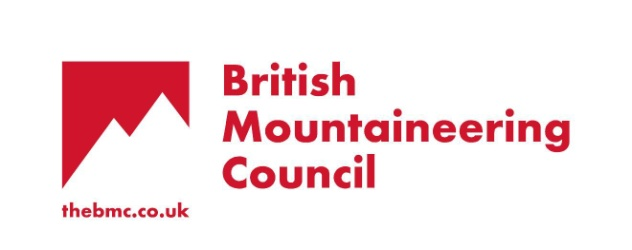 British
Mountaineering
Council
thebmc.co.uk